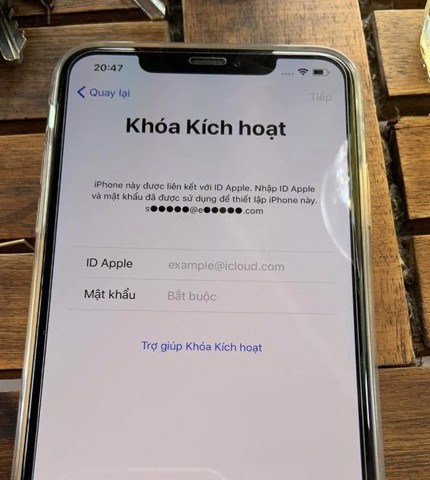 20:47
Quay lại
Tiếp
Khóa Kích hoạt
iPhone này được liên kết với ID Apple. Nhập ID Apple
và mật khẩu đã được sử dụng để thiết lập iPhone này.
s●●●●●@e●●●●●.com
ID Apple example@icloud.com
Mật khẩu Bắt buộc
Trợ giúp Khóa Kích hoạt